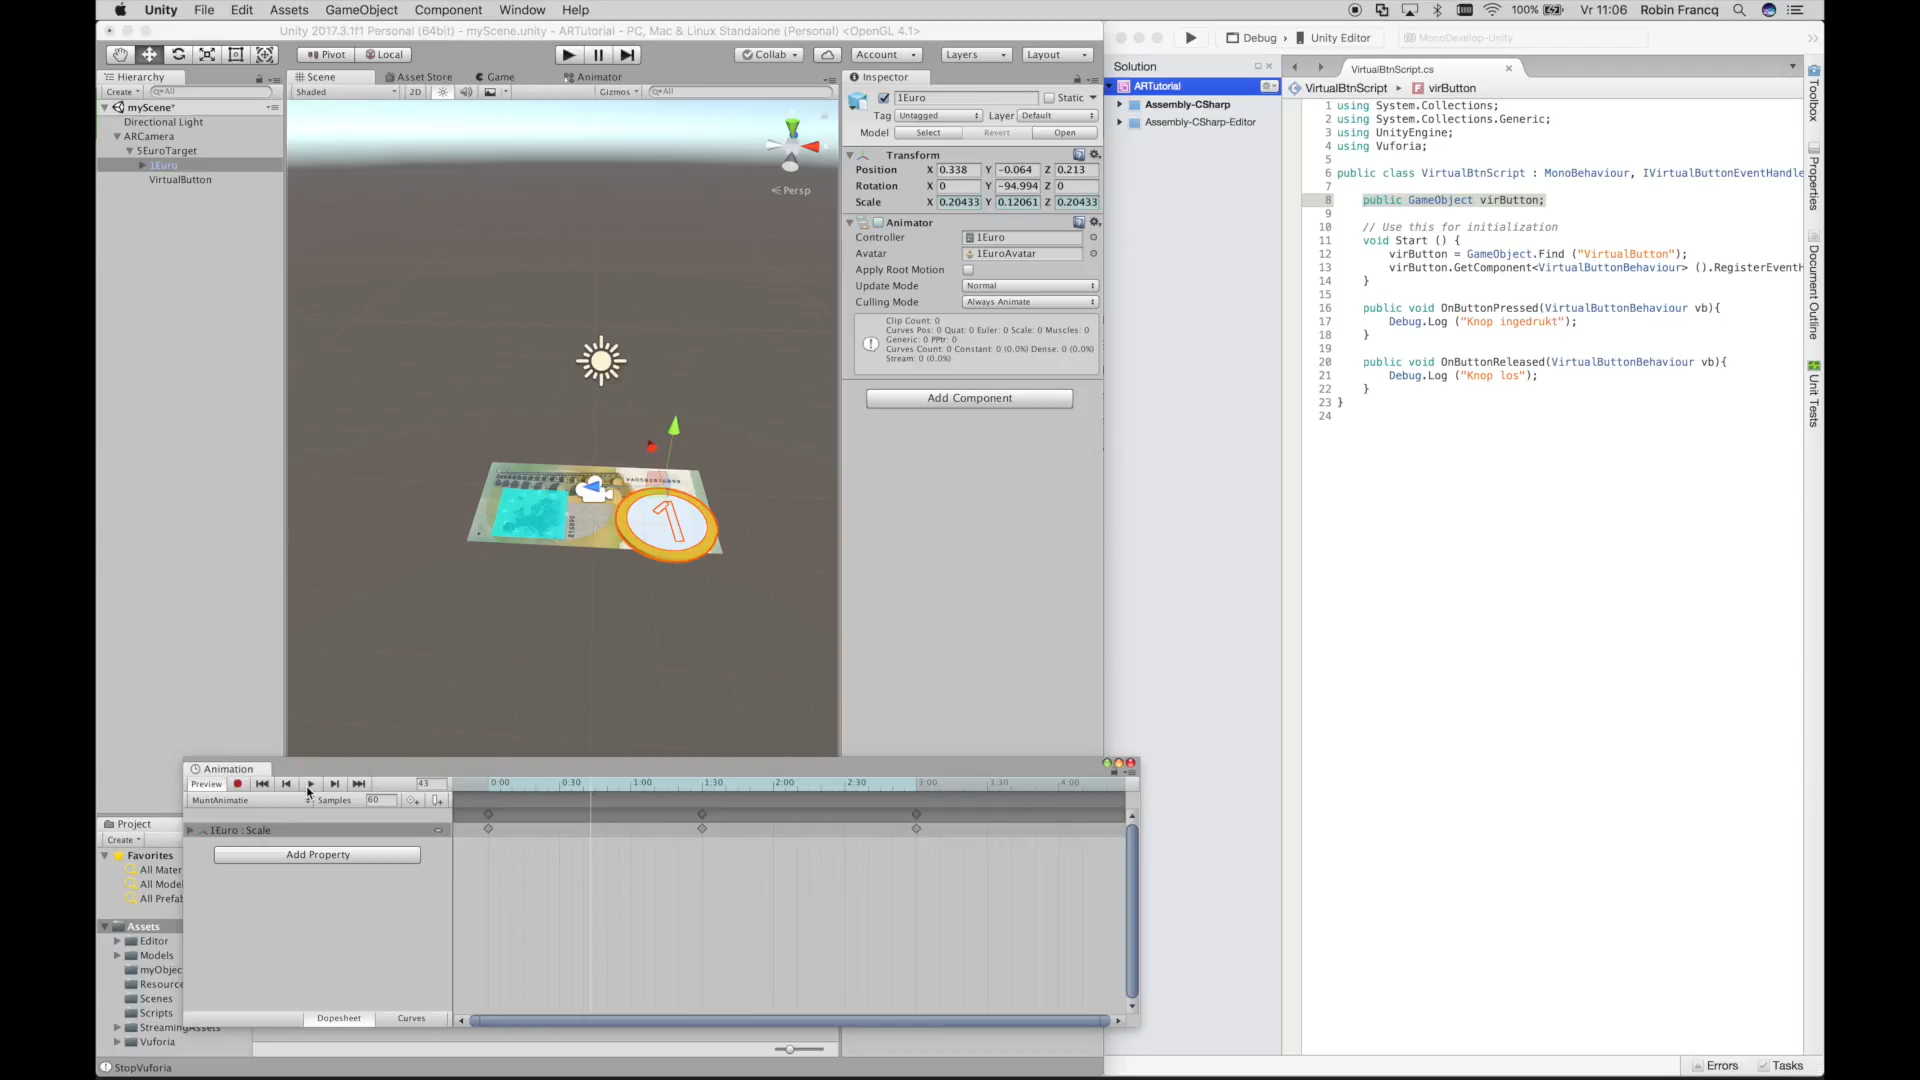 Unity File Edit Assets GameObject Component Window Help
100% Vr 11:06 Robin Francq
Unity 2017.3.1f1 Personal (64bit) - myScene.unity - ARTutorial - PC, Mac & Linux Standalone (Personal) <OpenGL 4.1>
Pivot Local
Collab Account Layers Layout
Hierarchy
Create All
myScene*
Directional Light
ARCamera
5EuroTarget
1Euro
VirtualButton
Scene Asset Store Game Animator
Shaded 2D Gizmos All
Persp
1
Inspector
1Euro Static
Tag Untagged Layer Default
Model Select Revert Open
Transform
Position X 0.338 Y -0.064 Z 0.213
Rotation X 0 Y -94.994 Z 0
Scale X 0.20433 Y 0.12061 Z 0.20433
Animator
Controller 1Euro
Avatar 1EuroAvatar
Apply Root Motion
Update Mode Normal
Culling Mode Always Animate
Clip Count: 0
Curves Pos: 0 Quat: 0 Euler: 0 Scale: 0 Muscles: 0
Generic: 0 PPtr: 0
Curves Count: 0 Constant: 0 (0.0%) Dense: 0 (0.0%)
Stream: 0 (0.0%)
Add Component
Animation
Preview 43
0:00 0:30 1:00 1:30 2:00 2:30 3:00 3:30 4:00
MuntAnimatie Samples 60
1Euro : Scale
Add Property
Dopesheet Curves
Project
Create
Favorites
All Mater
All Model
All Prefab
Assets
Editor
Models
myObjec
Resource
Scenes
Scripts
StreamingAssets
Vuforia
StopVuforia
Debug Unity Editor MonoDevelop-Unity
Solution
ARTutorial
Assembly-CSharp
Assembly-CSharp-Editor
VirtualBtnScript.cs
VirtualBtnScript virButton
1 using System.Collections;
2 using System.Collections.Generic;
3 using UnityEngine;
4 using Vuforia;
5
6 public class VirtualBtnScript : MonoBehaviour, IVirtualButtonEventHandle
7
8 public GameObject virButton;
9
10 // Use this for initialization
11 void Start () {
12 virButton = GameObject.Find ("VirtualButton");
13 virButton.GetComponent<VirtualButtonBehaviour> ().RegisterEventH
14 }
15
16 public void OnButtonPressed(VirtualButtonBehaviour vb){
17 Debug.Log ("Knop ingedrukt");
18 }
19
20 public void OnButtonReleased(VirtualButtonBehaviour vb){
21 Debug.Log ("Knop los");
22 }
23 }
24
Toolbox
Properties
Document Outline
Unit Tests
Errors Tasks